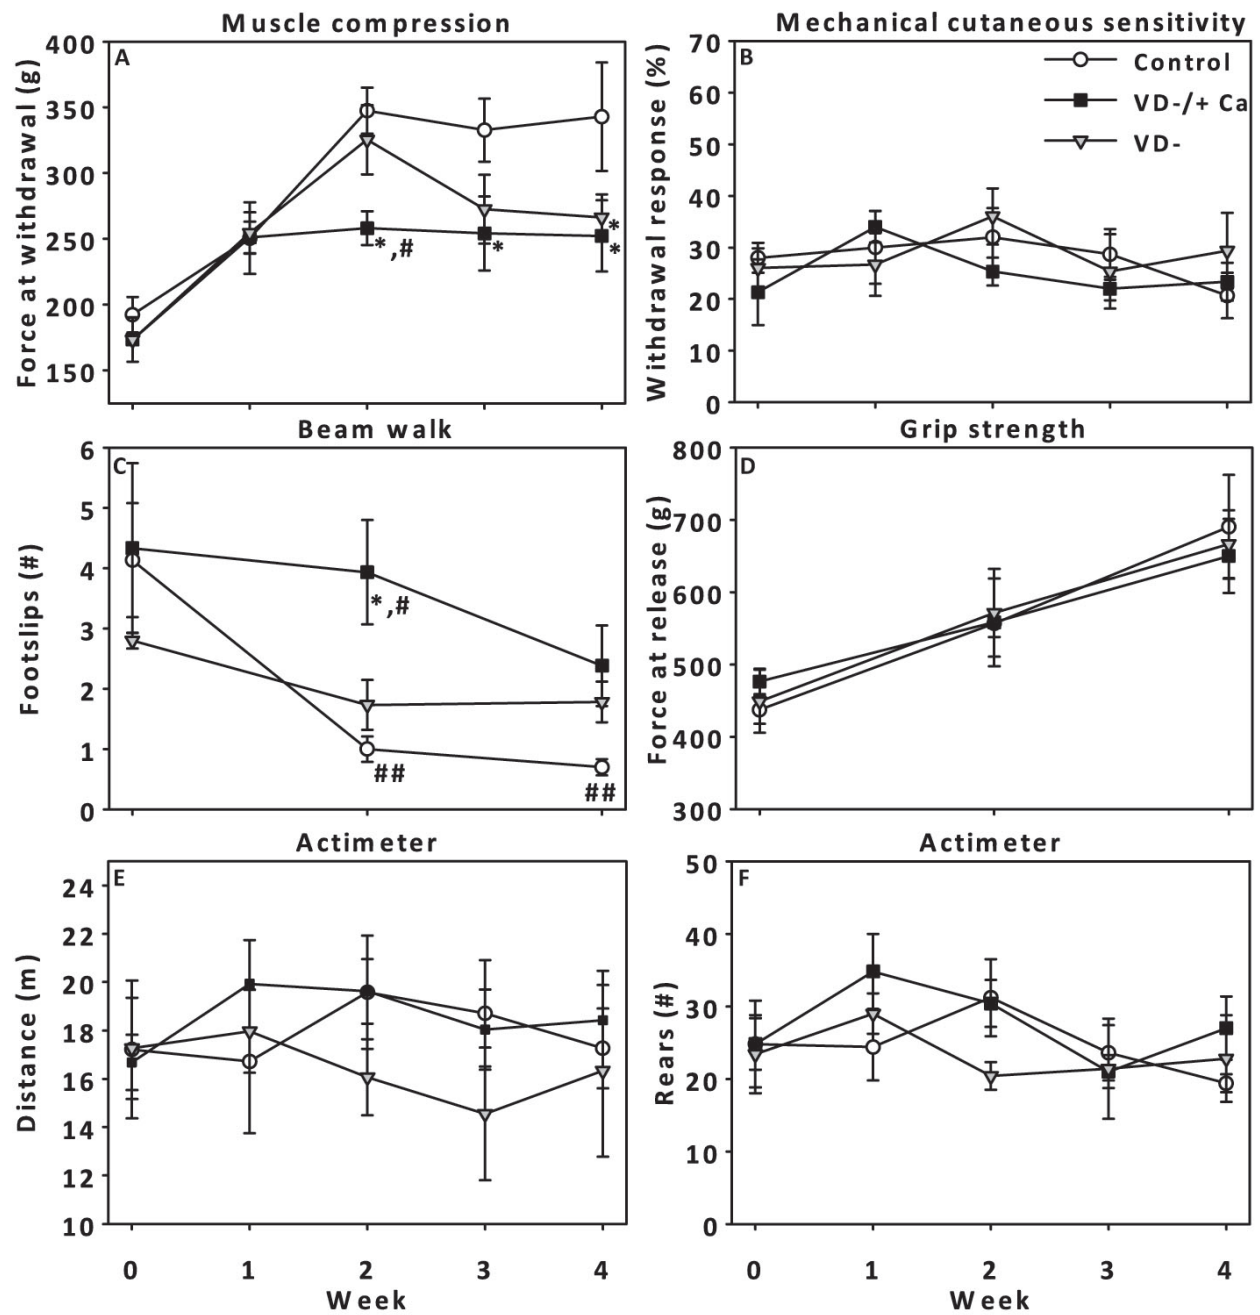 Muscle compression
A
Force at withdrawal (g)
400
350
300
250
200
150
*,#
*
*
*
Mechanical cutaneous sensitivity
B
Withdrawal response (%)
70
60
50
40
30
20
10
0
Control
VD-/+ Ca
VD-
Beam walk
C
Footslips (#)
6
5
4
3
2
1
0
*,#
##
##
Grip strength
D
Force at release (g)
800
700
600
500
400
300
Actimeter
E
Distance (m)
24
22
20
18
16
14
12
10
0 1 2 3 4
Week
Actimeter
F
Rears (#)
50
40
30
20
10
0
0 1 2 3 4
Week